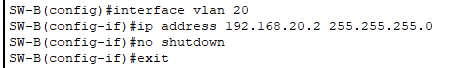 SW-B(config)#interface vlan 20
SW-B(config-if)#ip address 192.168.20.2 255.255.255.0
SW-B(config-if)#no shutdown
SW-B(config-if)#exit